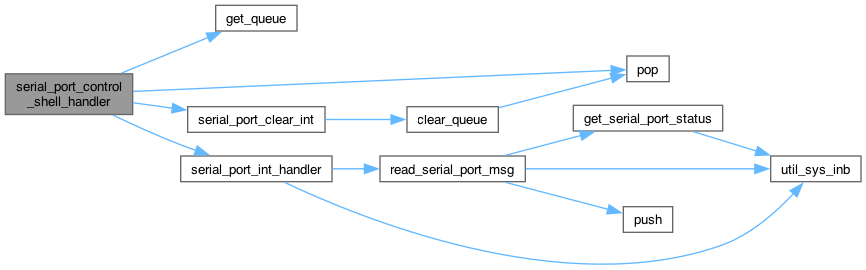 get_queue
serial_port_control
_shell_handler
pop
serial_port_clear_int
clear_queue
get_serial_port_status
serial_port_int_handler
read_serial_port_msg
util_sys_inb
push